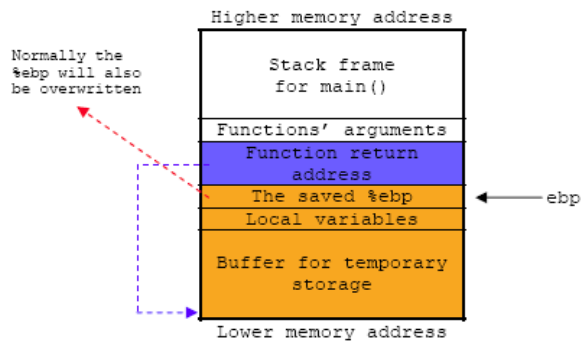 Higher memory address
Normally the
%ebp will also
be overwritten
Stack frame
for main()
Functions' arguments
Function return
address
The saved %ebp
ebp
Local variables
Buffer for temporary
storage
Lower memory address